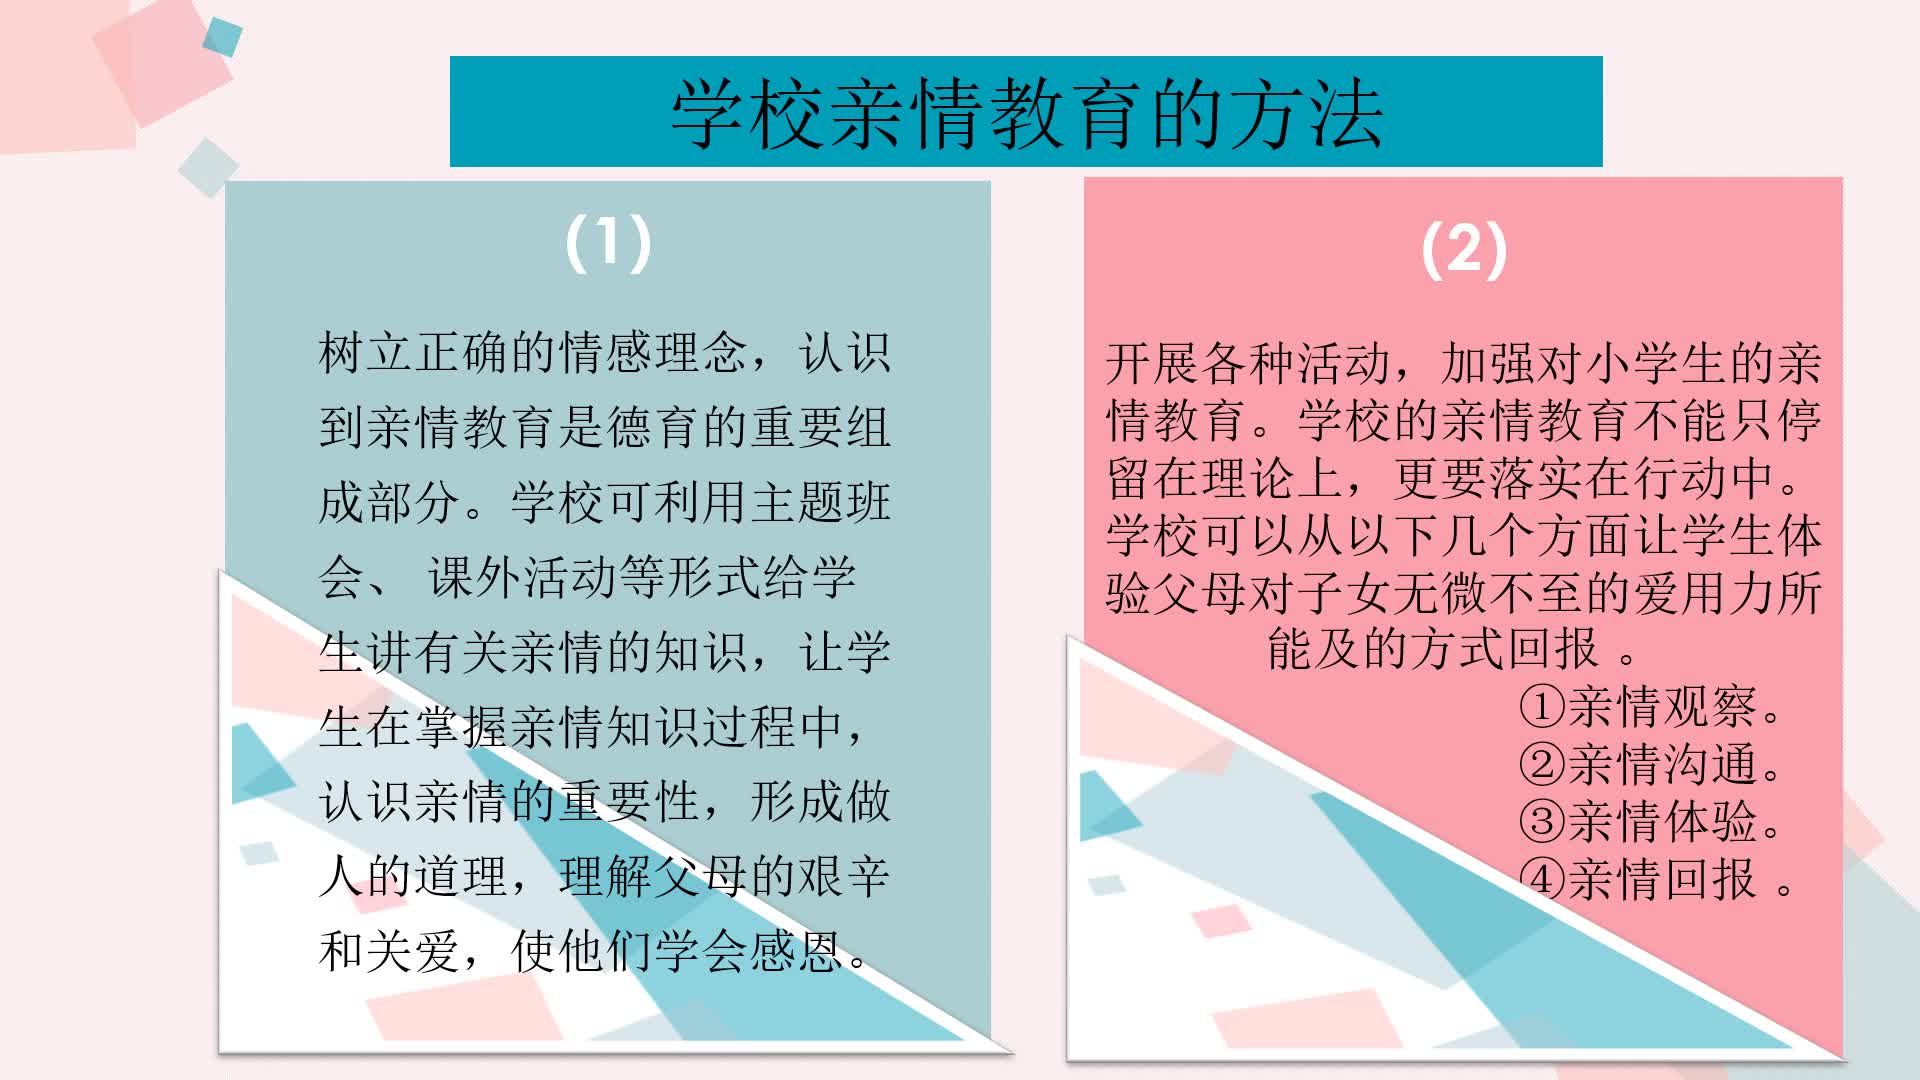 学校亲情教育的方法
(1)
树立正确的情感理念，认识
到亲情教育是德育的重要组
成部分。学校可利用主题班
会、 课外活动等形式给学
生讲有关亲情的知识，让学
生在掌握亲情知识过程中，
认识亲情的重要性，形成做
人的道理，理解父母的艰辛
和关爱，使他们学会感恩。
(2)
开展各种活动，加强对小学生的亲
情教育。学校的亲情教育不能只停
留在理论上，更要落实在行动中。
学校可以从以下几个方面让学生体
验父母对子女无微不至的爱用力所
能及的方式回报 。
①亲情观察。
②亲情沟通。
③亲情体验。
④亲情回报 。